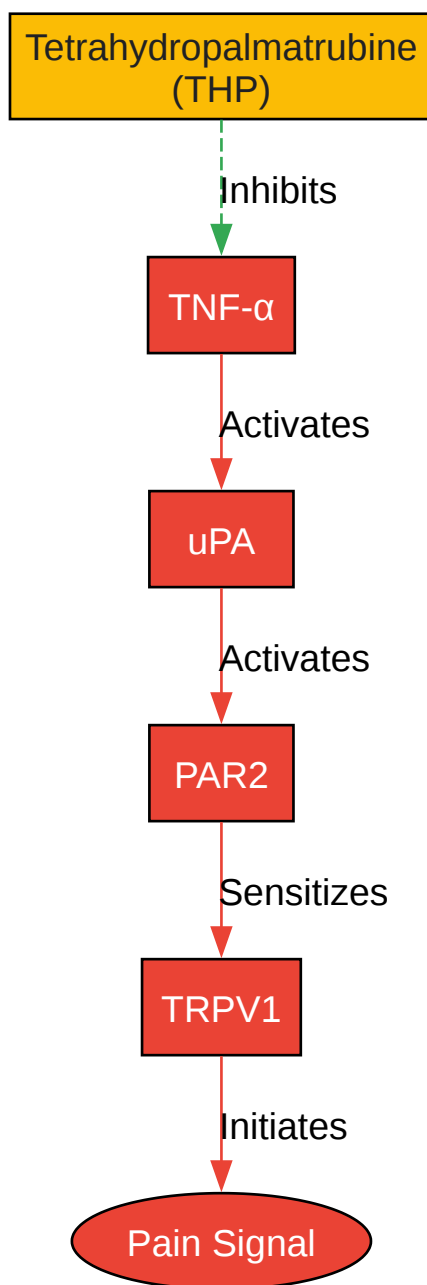 Tetrahydropalmatrubine
(THP)
Inhibits
TNF-α
Activates
uPA
Activates
PAR2
Sensitizes
TRPV1
Initiates
Pain Signal